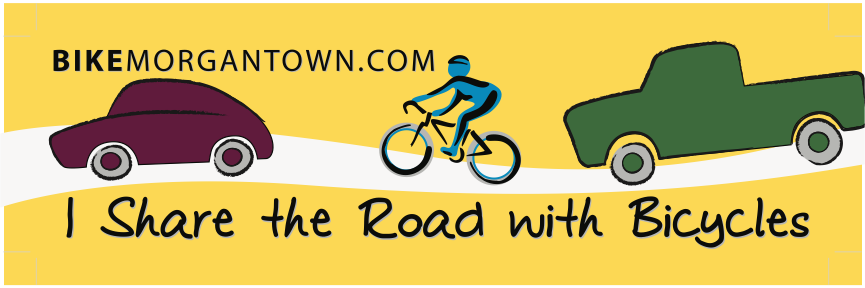 BIKEMORGANTOWN.COM
I Share the Road with Bicycles